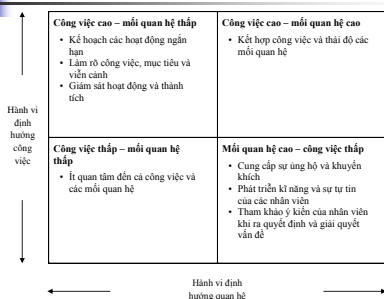 Công việc cao – mối quan hệ thấp
• Kế hoạch các hoạt động ngắn
hạn
• Làm rõ công việc, mục tiêu và
viễn cảnh
• Giám sát hoạt động và thành
tích
Công việc cao – mối quan hệ cao
• Kết hợp công việc và thái độ các
mối quan hệ
Hành vi
định
hướng
công
việc
Công việc thấp – mối quan hệ
thấp
• Ít quan tâm đến cả công việc và
các mối quan hệ
Mối quan hệ cao – công việc thấp
• Cung cấp sự ủng hộ và khuyến
khích
• Phát triển kĩ năng và sự tự tin
của các nhân viên
• Tham khảo ý kiến của nhân viên
khi ra quyết định và giải quyết
vấn đề
Hành vi định
hướng quan hệ